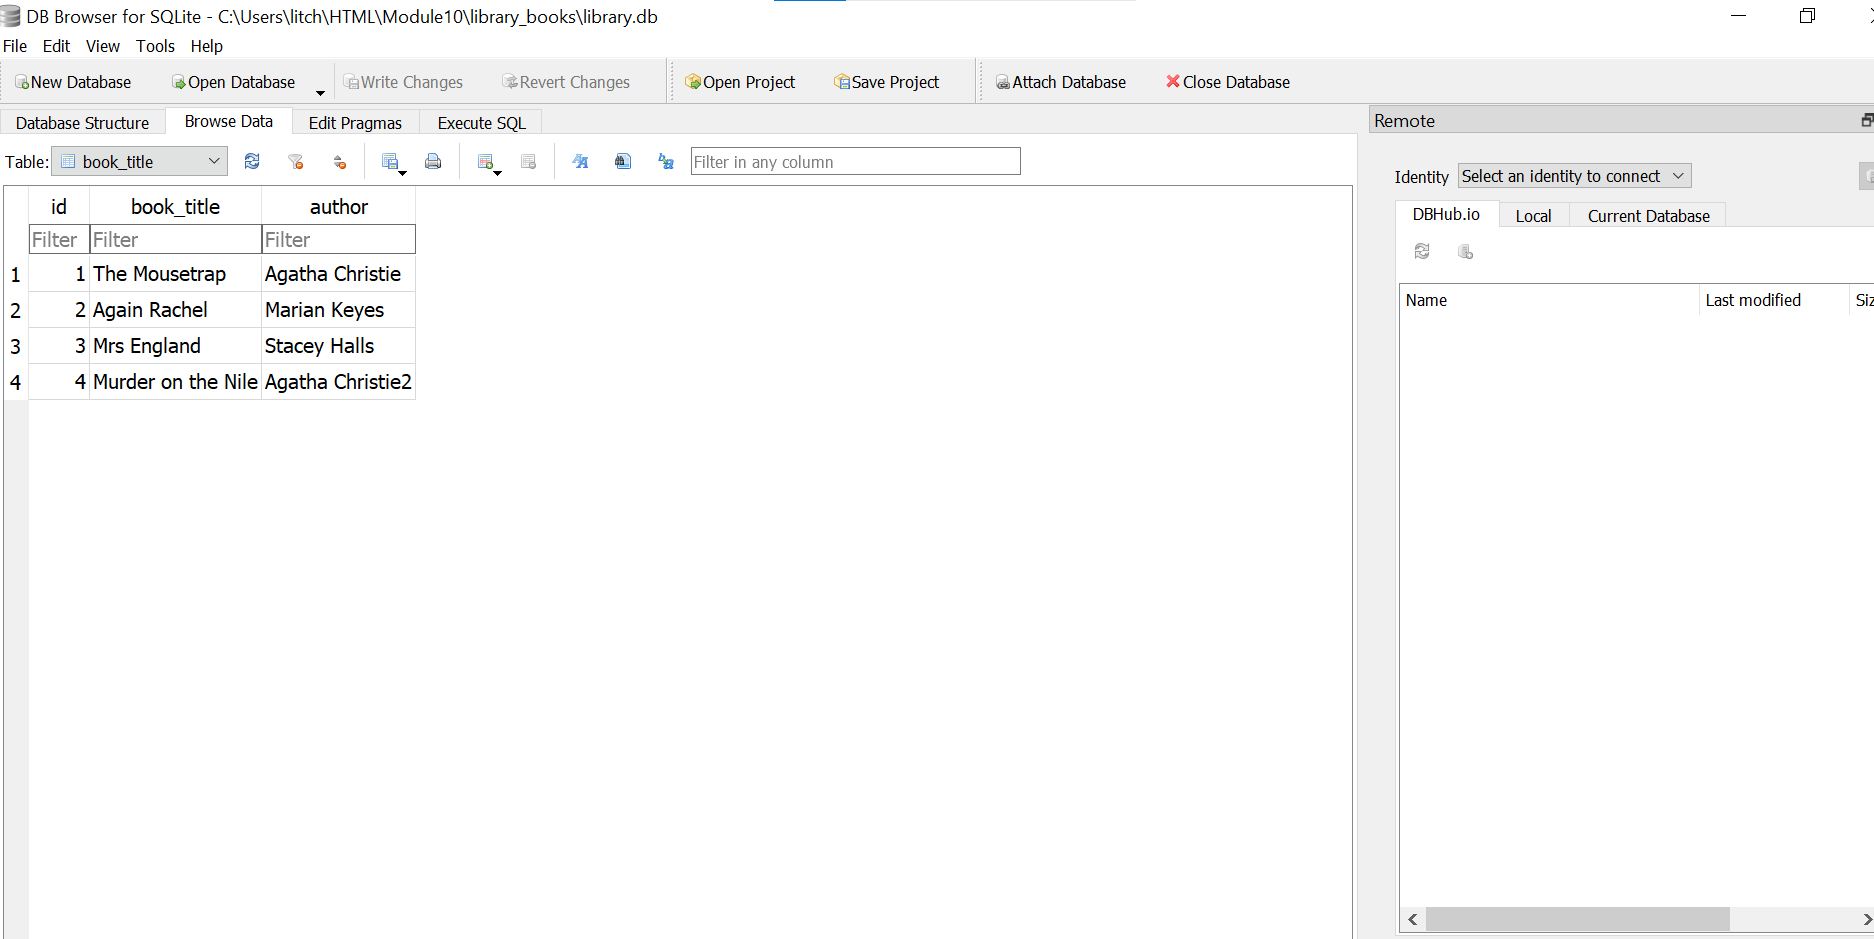 DB Browser for SQLite - C:\Users\litch\HTML\Module10\library_books\library.db
File Edit View Tools Help
New Database Open Database Write Changes Revert Changes Open Project Save Project Attach Database Close Database
Database Structure Browse Data Edit Pragmas Execute SQL
Remote
Table: book_title Filter in any column
Identity Select an identity to connect
DBHub.io Local Current Database
Name Last modified Siz
id book_title author
Filter Filter Filter
1 1 The Mousetrap Agatha Christie
2 2 Again Rachel Marian Keyes
3 3 Mrs England Stacey Halls
4 4 Murder on the Nile Agatha Christie2